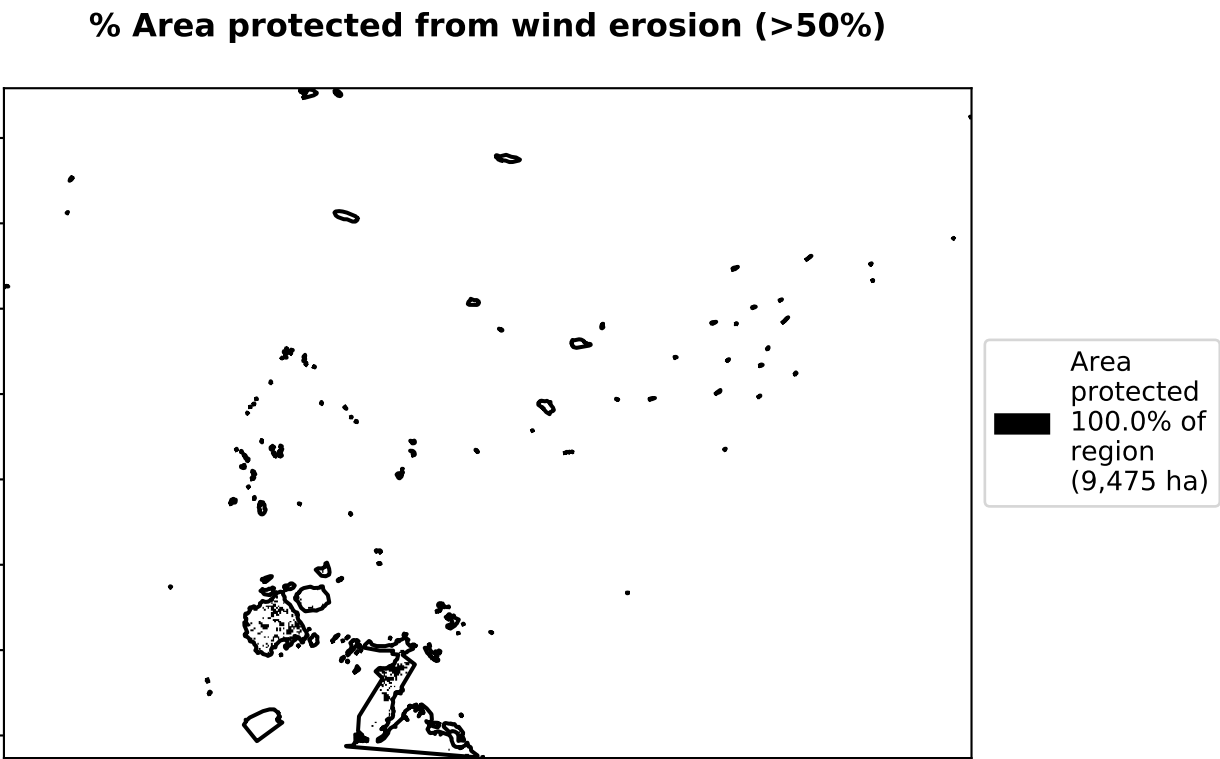 % Area protected from wind erosion (>50%)
Area
protected
100.0% of
region
(9,475 ha)